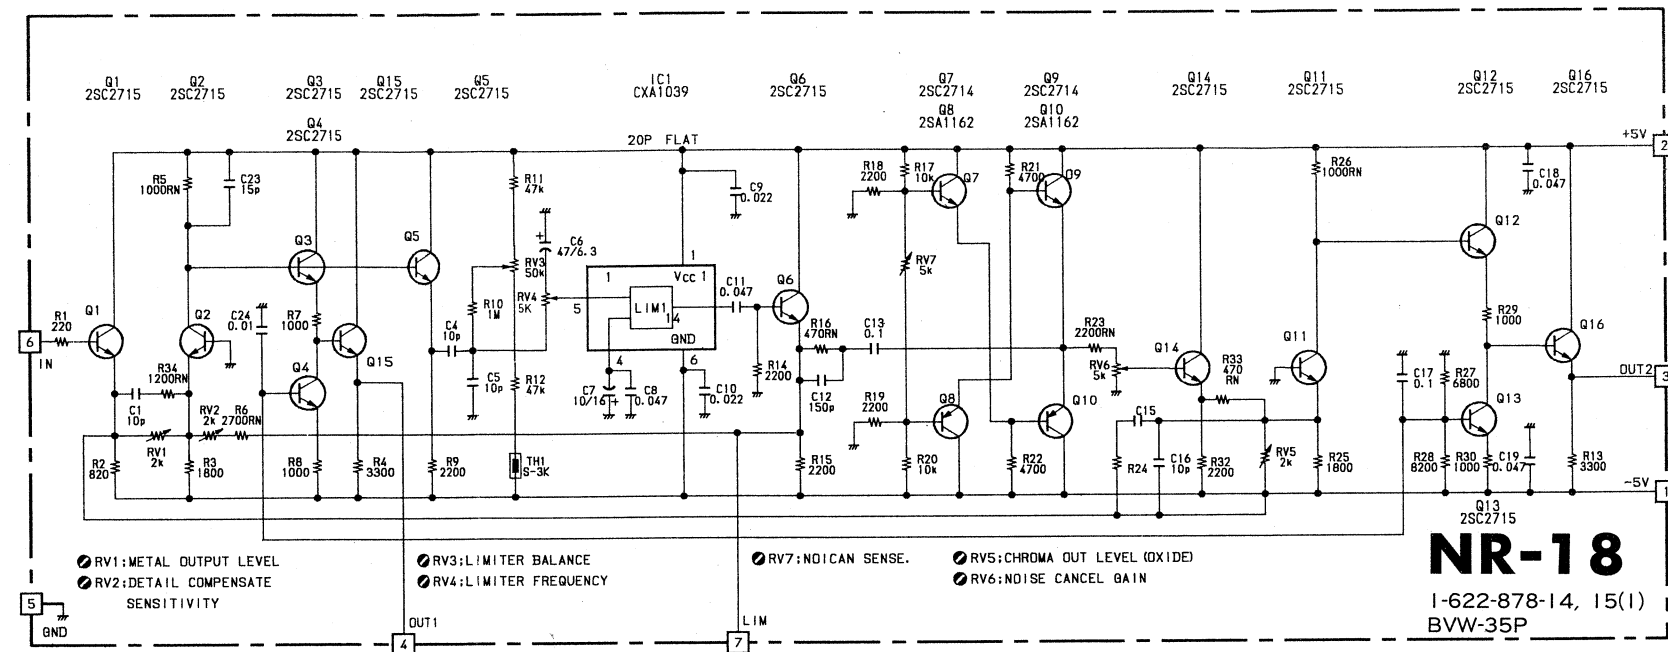 Q1
2SC2715
Q2
2SC2715
Q3
2SC2715
Q4
2SC2715
Q15
2SC2715
Q5
2SC2715
IC1
CXA1039
Q6
2SC2715
Q7
2SC2714
Q8
2SA1162
Q9
2SC2714
Q10
2SA1162
Q14
2SC2715
Q11
2SC2715
Q12
2SC2715
Q16
2SC2715
20P FLAT
+5V
2
R5
1000RN
C23
15p
R11
47k
C9
0.022
R18
2200
R17
10k
Q7
R21
4700
Q9
R26
1000RN
C18
0.047
Q3
Q5
+
C6
47/6.3
RV3
50k
RV4
5K
R10
1M
1
1
Vcc 1
5
LIM1
14
GND
4
6
C11
0.047
Q6
RV7
5k
Q12
Q1
R1
220
6
IN
Q2
C24
0.01
R7
1000
Q15
C4
10p
R16
470RN
C13
0.1
R23
2200RN
RV6
5k
Q14
R33
470
RN
Q11
R29
1000
Q16
OUT2
3
R34
1200RN
C1
10p
RV2
2k
R6
2700RN
Q4
C5
10p
R12
47k
C7
10/16
+
C8
0.047
C10
0.022
R14
2200
C12
150p
R19
2200
Q8
Q10
C15
C17
0.1
R27
6800
Q13
RV1
2k
R2
820
R3
1800
R8
1000
R4
3300
R9
2200
TH1
S-3K
R15
2200
R20
10k
R22
4700
R24
C16
10p
R32
2200
RV5
2k
R25
1800
R28
8200
R30
1000
C19
0.047
R13
3300
-5V
1
Q13
2SC2715
RV1;METAL OUTPUT LEVEL
RV2;DETAIL COMPENSATE
SENSITIVITY
RV3;LIMITER BALANCE
RV4;LIMITER FREQUENCY
RV7;NOICAN SENSE.
RV5;CHROMA OUT LEVEL (OXIDE)
RV6;NOISE CANCEL GAIN
NR-18
1-622-878-14, 15(1)
BVW-35P
5
GND
OUT1
4
LIM
7